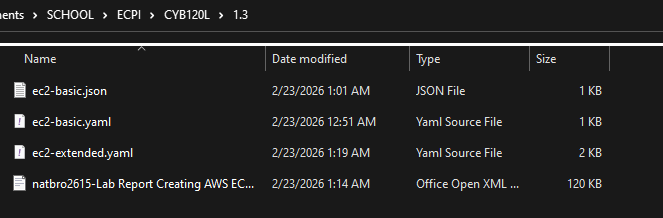 ments › SCHOOL › ECPI › CYB120L › 1.3
Name Date modified Type Size
ec2-basic.json 2/23/2026 1:01 AM JSON File 1 KB
ec2-basic.yaml 2/23/2026 12:51 AM Yaml Source File 1 KB
ec2-extended.yaml 2/23/2026 1:19 AM Yaml Source File 2 KB
natbro2615-Lab Report Creating AWS EC... 2/23/2026 1:14 AM Office Open XML ... 120 KB